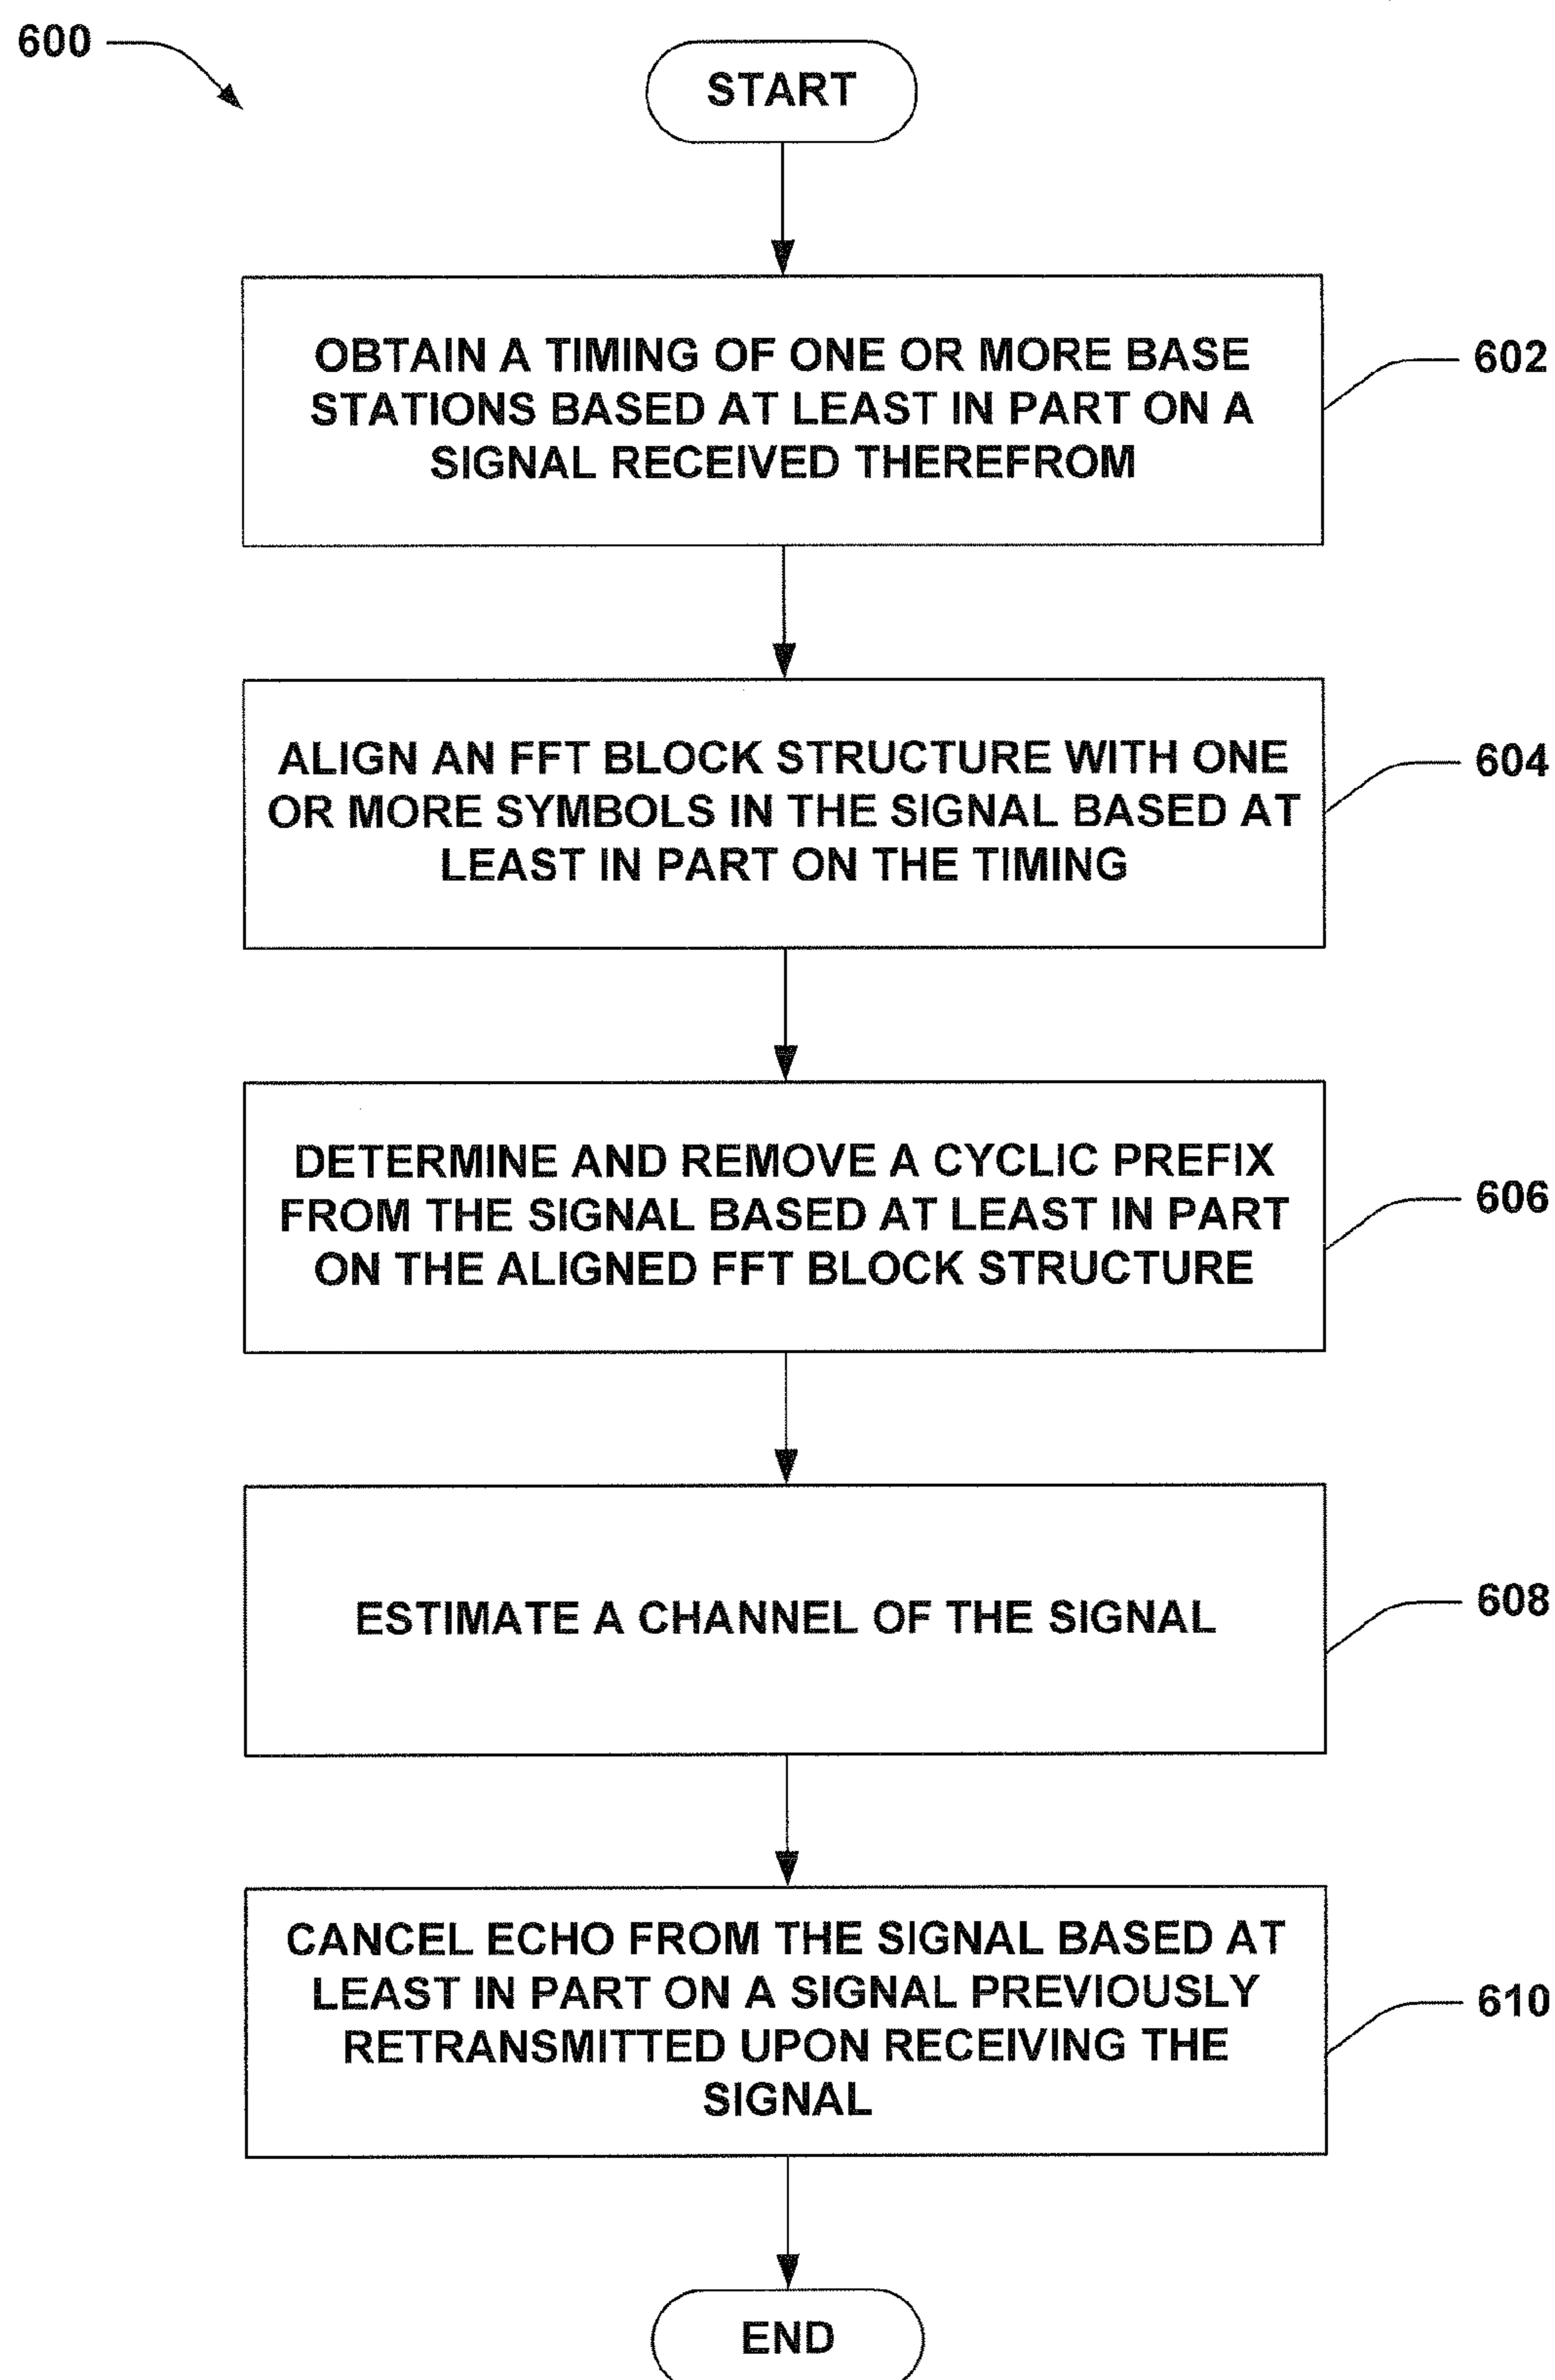 600
START
OBTAIN A TIMING OF ONE OR MORE BASE
STATIONS BASED AT LEAST IN PART ON A
SIGNAL RECEIVED THEREFROM
602
ALIGN AN FFT BLOCK STRUCTURE WITH ONE
OR MORE SYMBOLS IN THE SIGNAL BASED AT
LEAST IN PART ON THE TIMING
604
DETERMINE AND REMOVE A CYCLIC PREFIX
FROM THE SIGNAL BASED AT LEAST IN PART
ON THE ALIGNED FFT BLOCK STRUCTURE
606
ESTIMATE A CHANNEL OF THE SIGNAL
608
CANCEL ECHO FROM THE SIGNAL BASED AT
LEAST IN PART ON A SIGNAL PREVIOUSLY
RETRANSMITTED UPON RECEIVING THE
SIGNAL
610
END